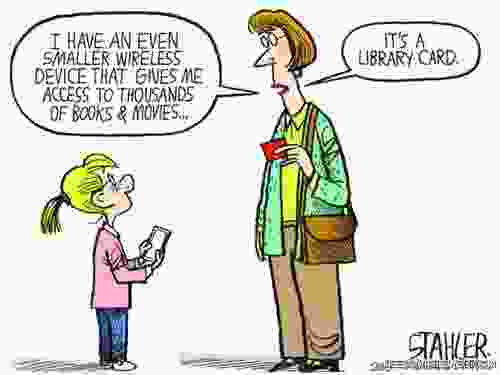 I HAVE AN EVEN
SMALLER WIRELESS
DEVICE THAT GIVES ME
ACCESS TO THOUSANDS
OF BOOKS & MOVIES...
IT'S A
LIBRARY CARD.
STAHLER.